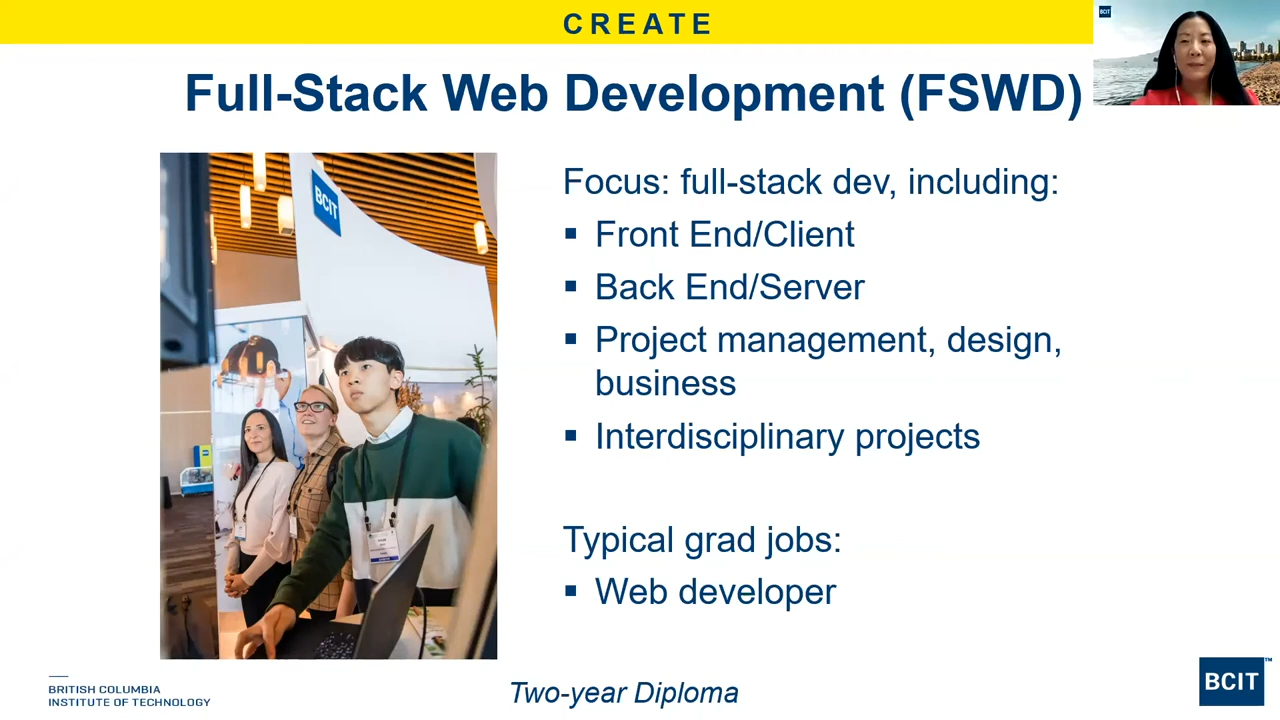 CREATE
BCIT
Full-Stack Web Development (FSWD)
BCIT
Focus: full-stack dev, including:
▪ Front End/Client
▪ Back End/Server
▪ Project management, design,
business
▪ Interdisciplinary projects
Typical grad jobs:
▪ Web developer
BRITISH COLUMBIA
INSTITUTE OF TECHNOLOGY
Two-year Diploma
BCIT™